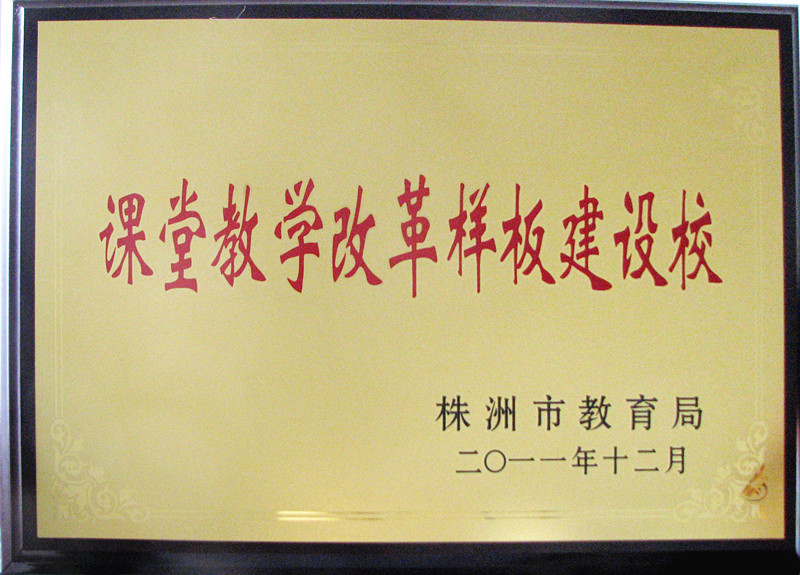 课堂教学改革样板建设校
株洲市教育局
二〇一一年十二月